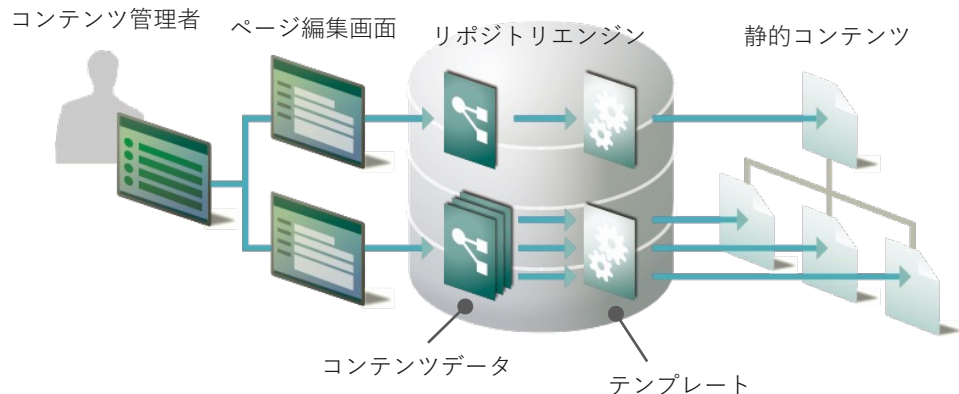 コンテンツ管理者
ページ編集画面
リポジトリエンジン
静的コンテンツ
コンテンツデータ
テンプレート